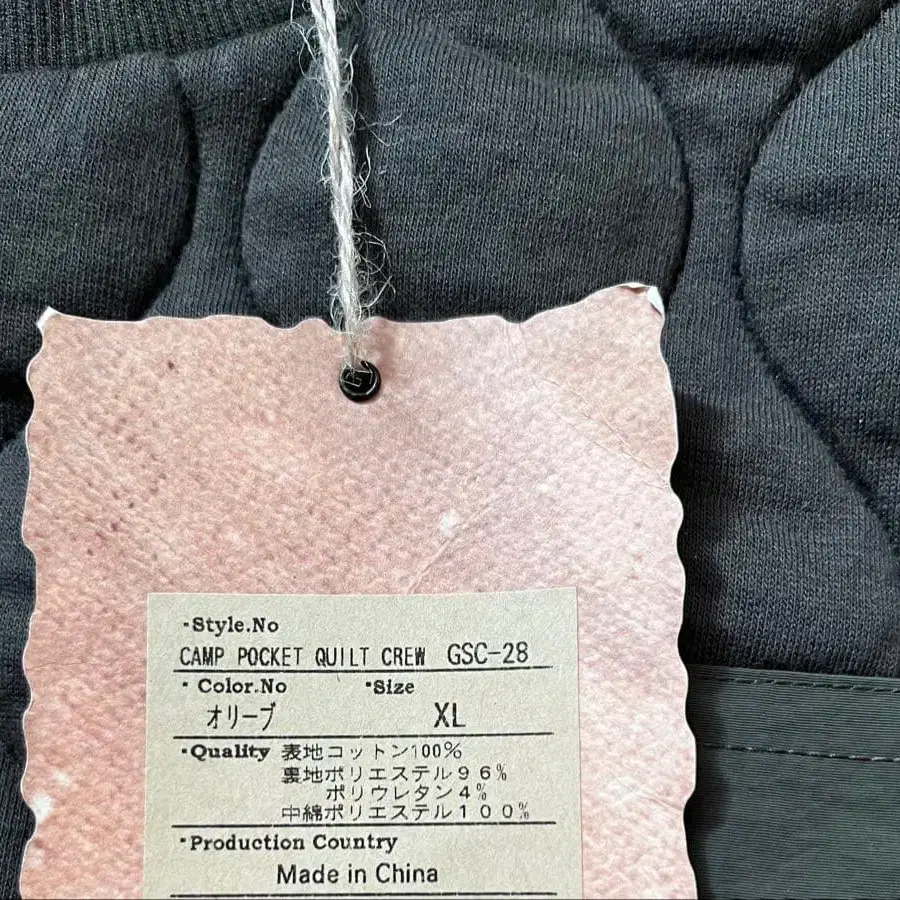 ·Style.No
CAMP POCKET QUILT CREW GSC-28
·Color.No ·Size
オリーブ XL
·Quality 表地コットン100%
裏地ポリエステル96%
ポリウレタン4%
中綿ポリエステル100%
·Production Country
Made in China